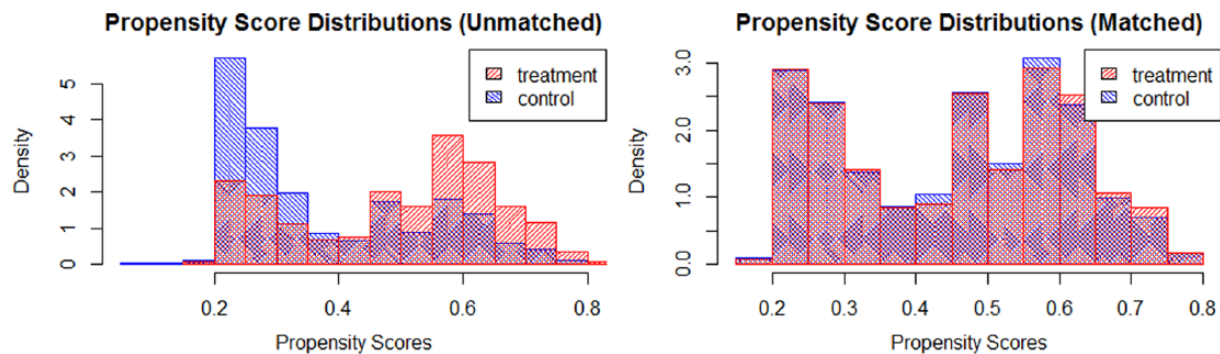 Propensity Score Distributions (Unmatched)
treatment
control
Density
0 1 2 3 4 5
0.2 0.4 0.6 0.8
Propensity Scores
Propensity Score Distributions (Matched)
treatment
control
Density
0.0 1.0 2.0 3.0
0.2 0.3 0.4 0.5 0.6 0.7 0.8
Propensity Scores